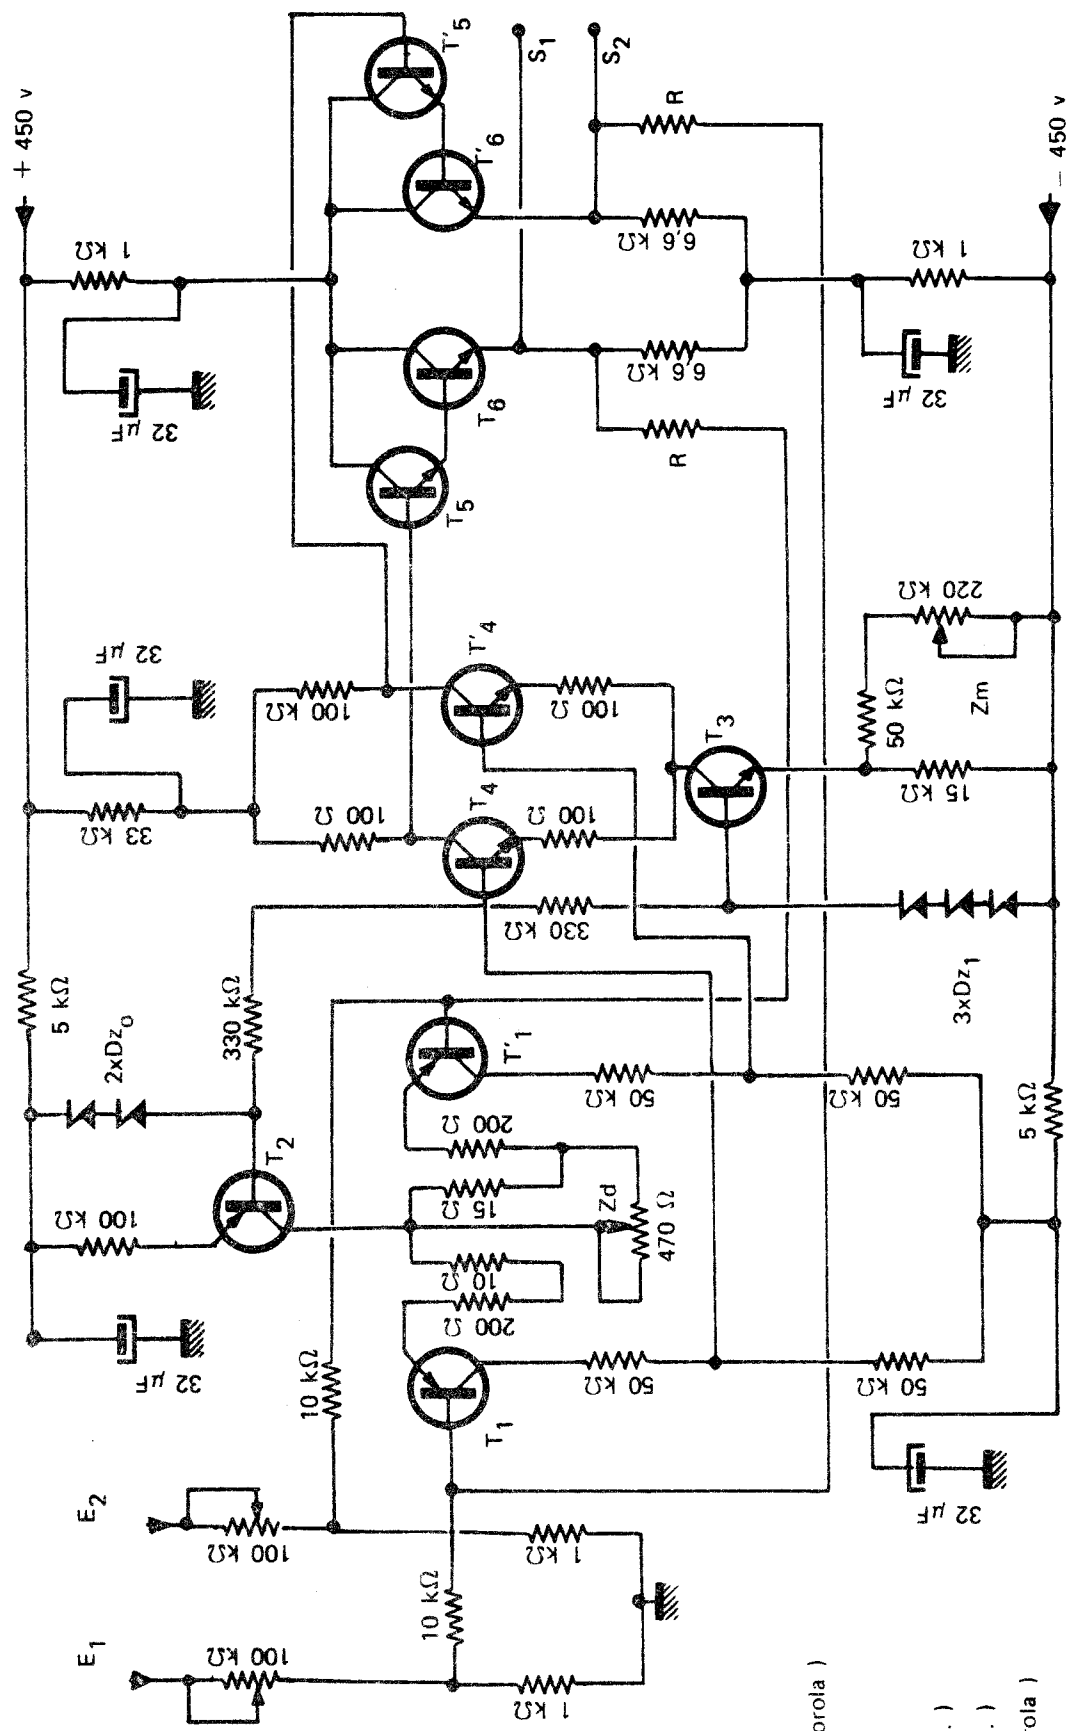 + 450 v
1 kΩ
32 µF
T'5
T'6
S1
S2
R
6,6 kΩ
6,6 kΩ
R
T6
T5
1 kΩ
32 µF
− 450 v
32 µF
33 kΩ
100 kΩ
100 Ω
T'4
T4
100 Ω
100 Ω
T3
50 kΩ
220 kΩ
Zm
15 kΩ
330 kΩ
330 kΩ
3xDz1
5 kΩ
2xDzo
T2
100 kΩ
32 µF
T'1
200 Ω
15 Ω
Zd
470 Ω
10 Ω
200 Ω
T1
50 kΩ
50 kΩ
50 kΩ
50 kΩ
5 kΩ
32 µF
10 kΩ
E2
100 kΩ
1 kΩ
E1
100 kΩ
10 kΩ
1 kΩ
orola )
. )
. )
rola )